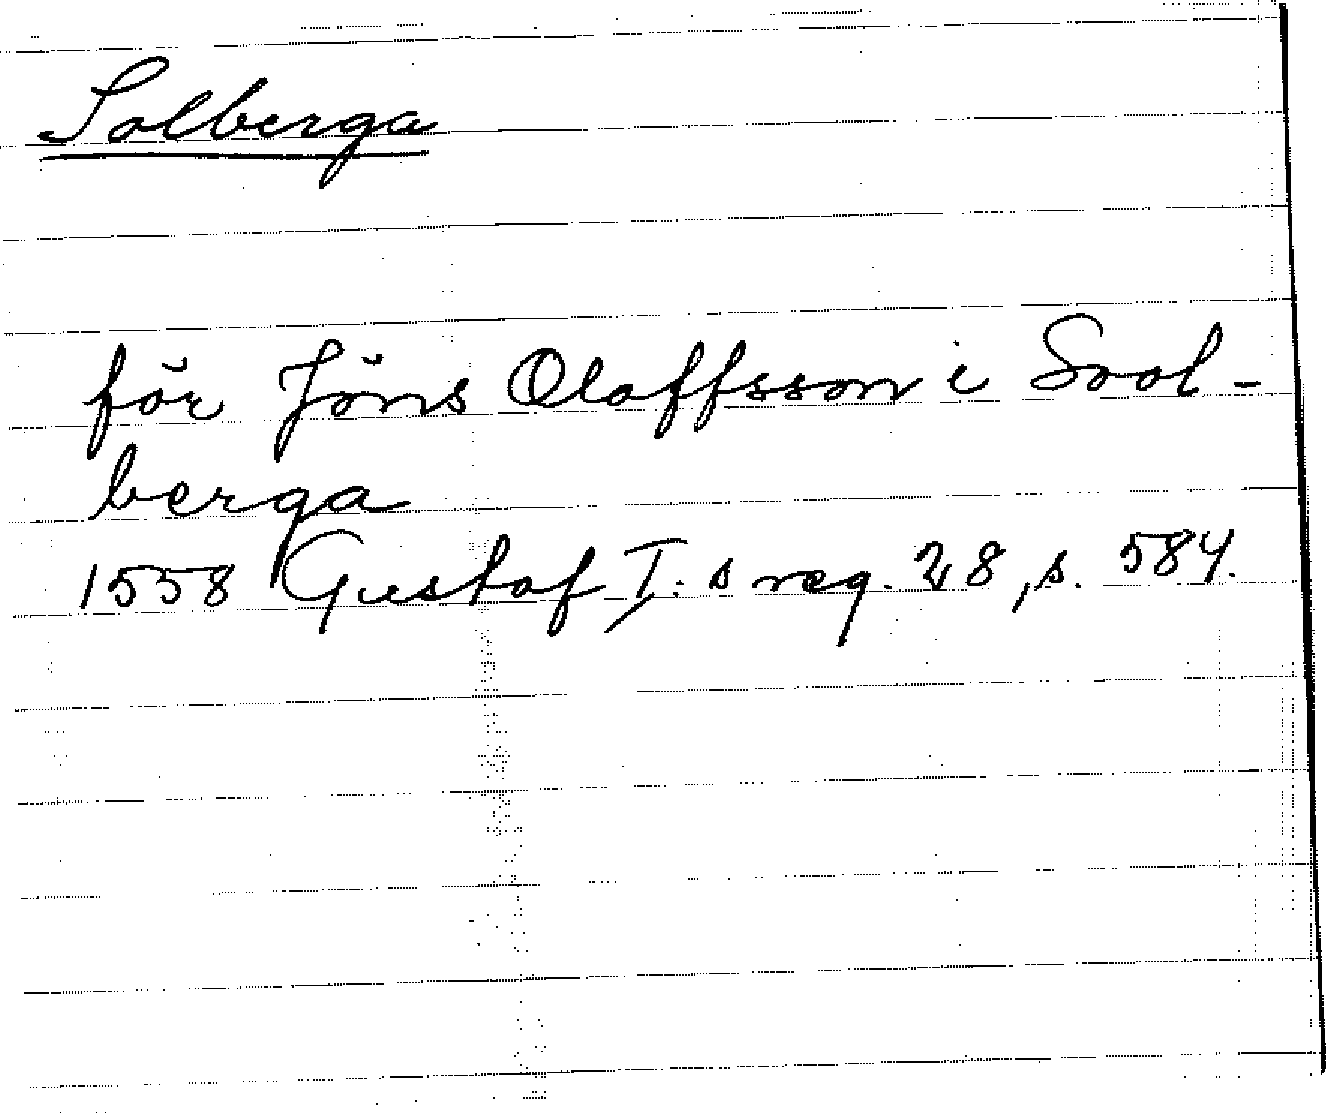 Solberga
för Jöns Olaffsson i Sool-
berga
1558 Gustaf I:s reg. 28, s. 584.